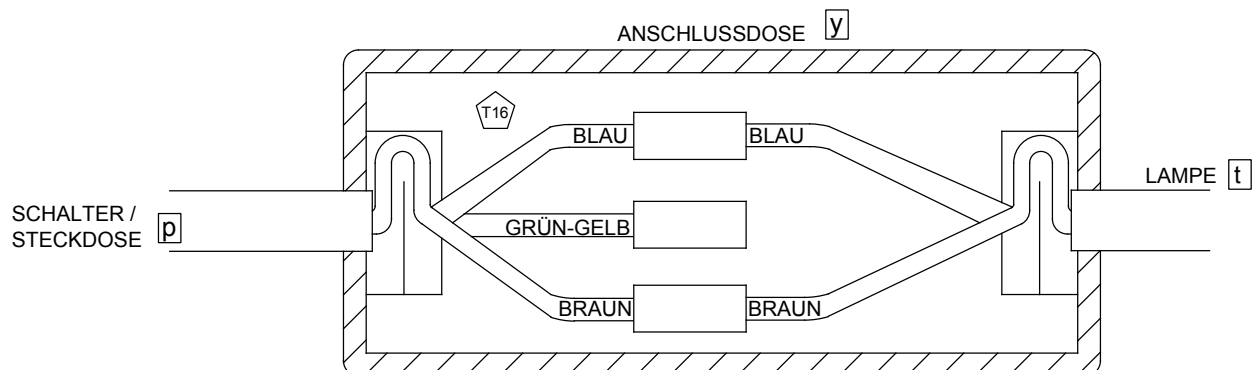 ANSCHLUSSDOSE y
T16
BLAU BLAU
LAMPE t
SCHALTER /
STECKDOSE p
GRÜN-GELB
BRAUN BRAUN